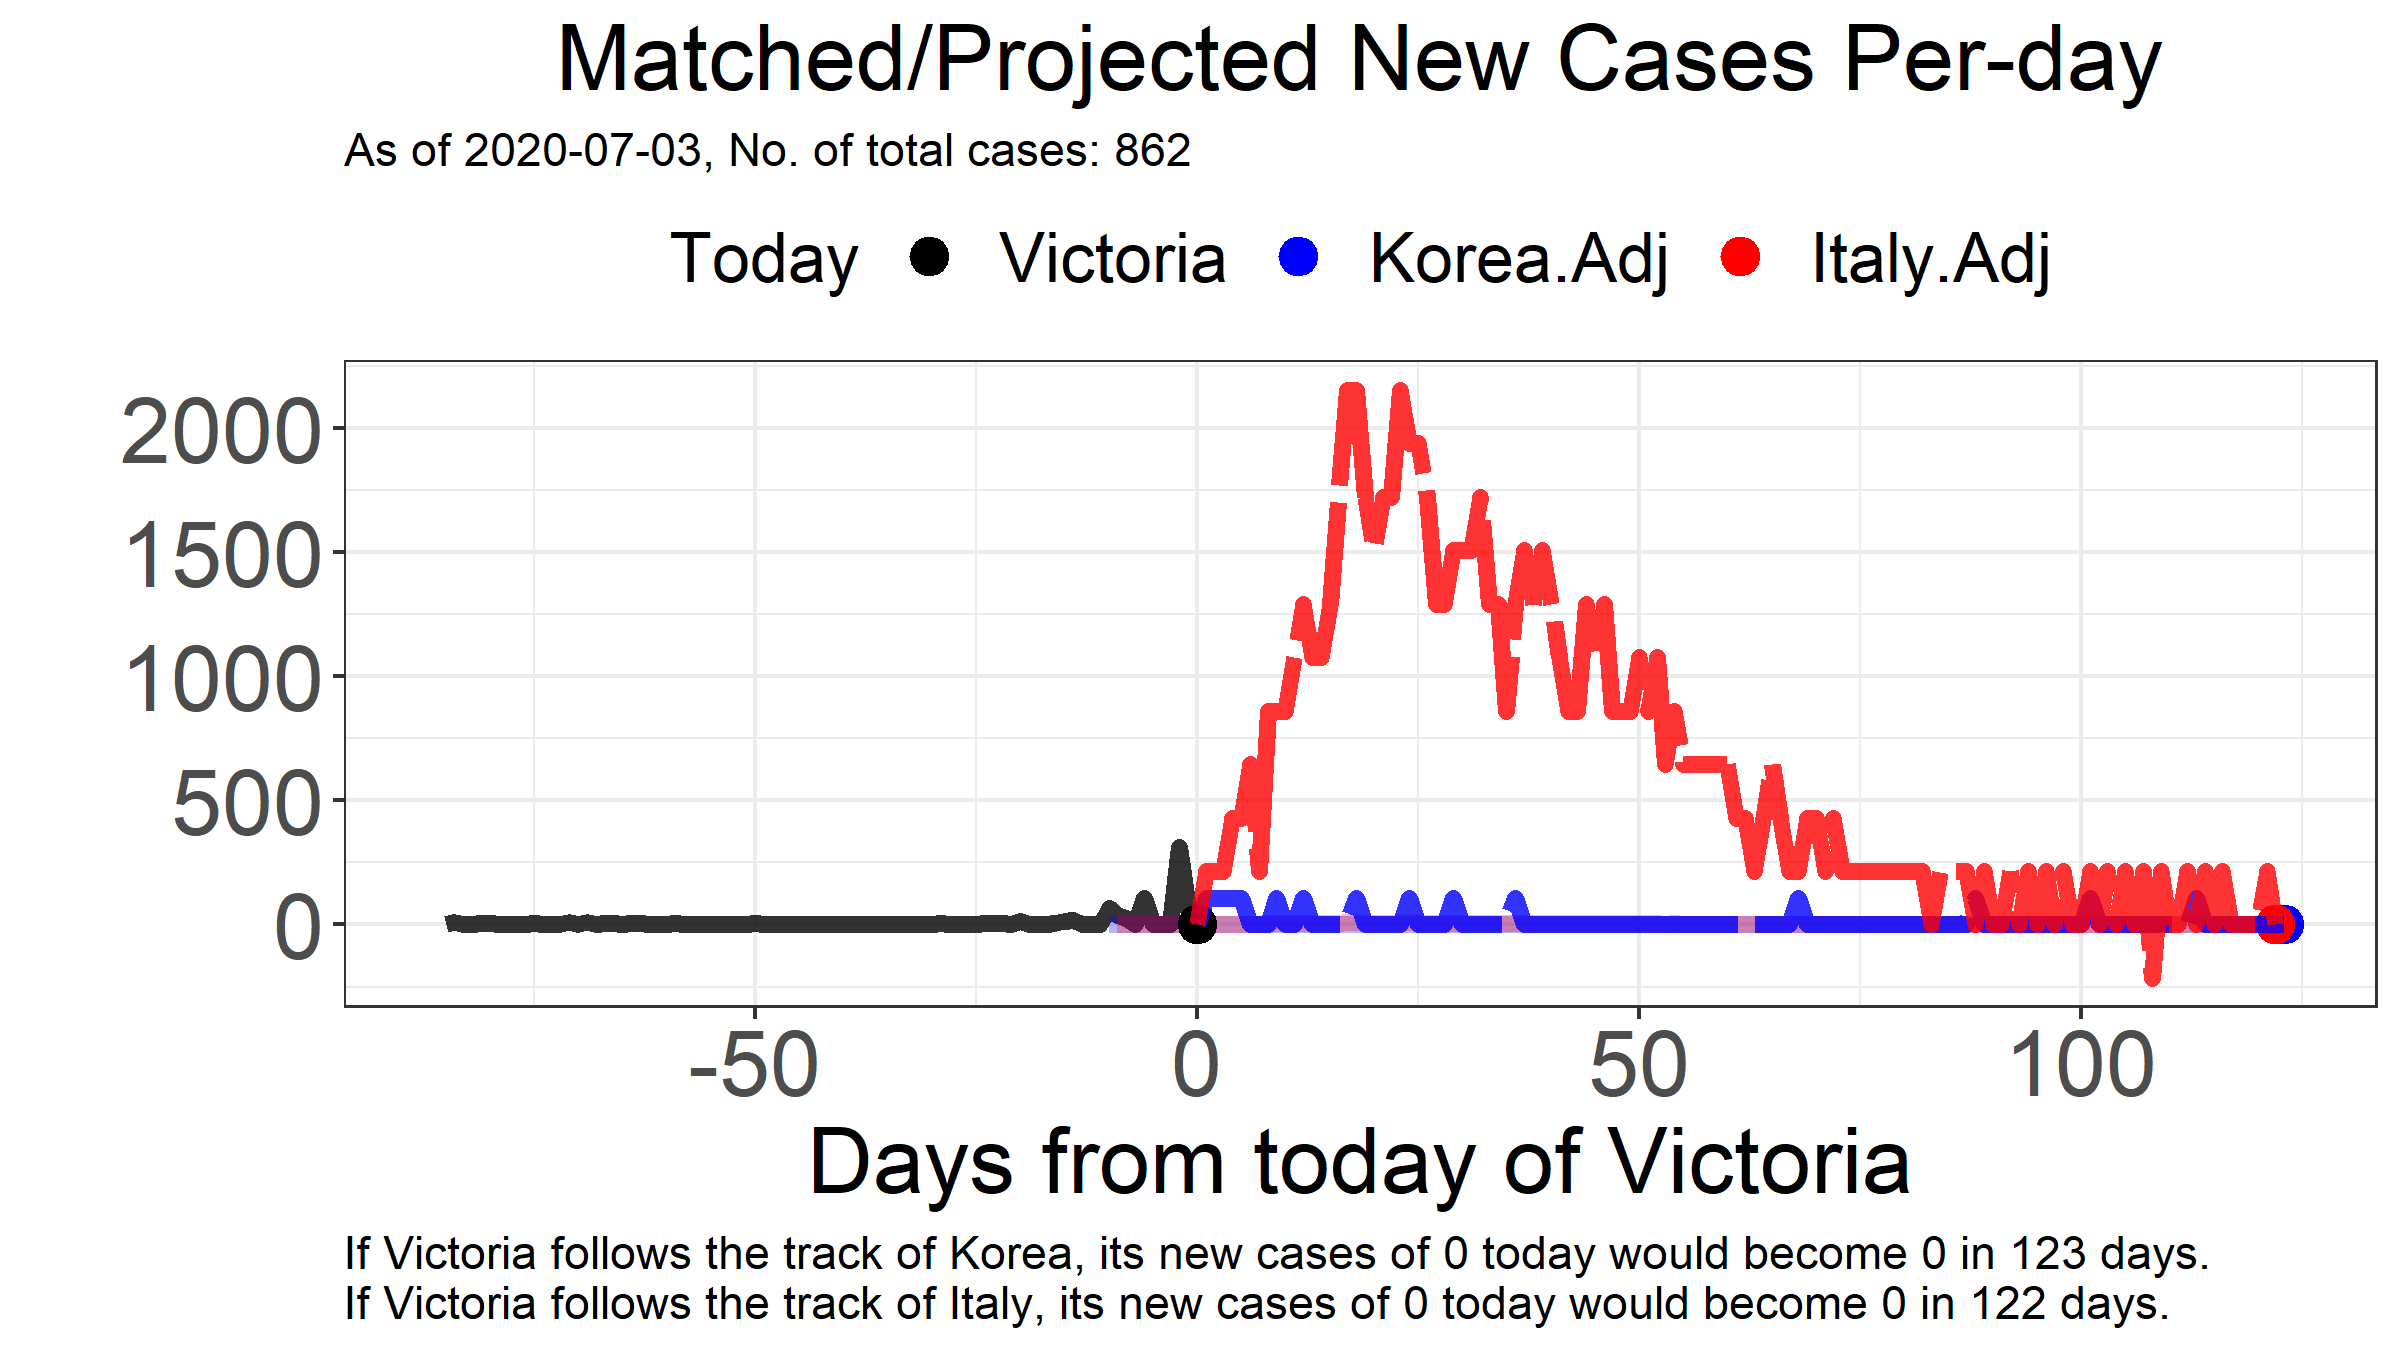 Matched/Projected New Cases Per-day
As of 2020-07-03, No. of total cases: 862
Today Victoria Korea.Adj Italy.Adj
2000
1500
1000
500
0
-50 0 50 100
Days from today of Victoria
If Victoria follows the track of Korea, its new cases of 0 today would become 0 in 123 days.
If Victoria follows the track of Italy, its new cases of 0 today would become 0 in 122 days.